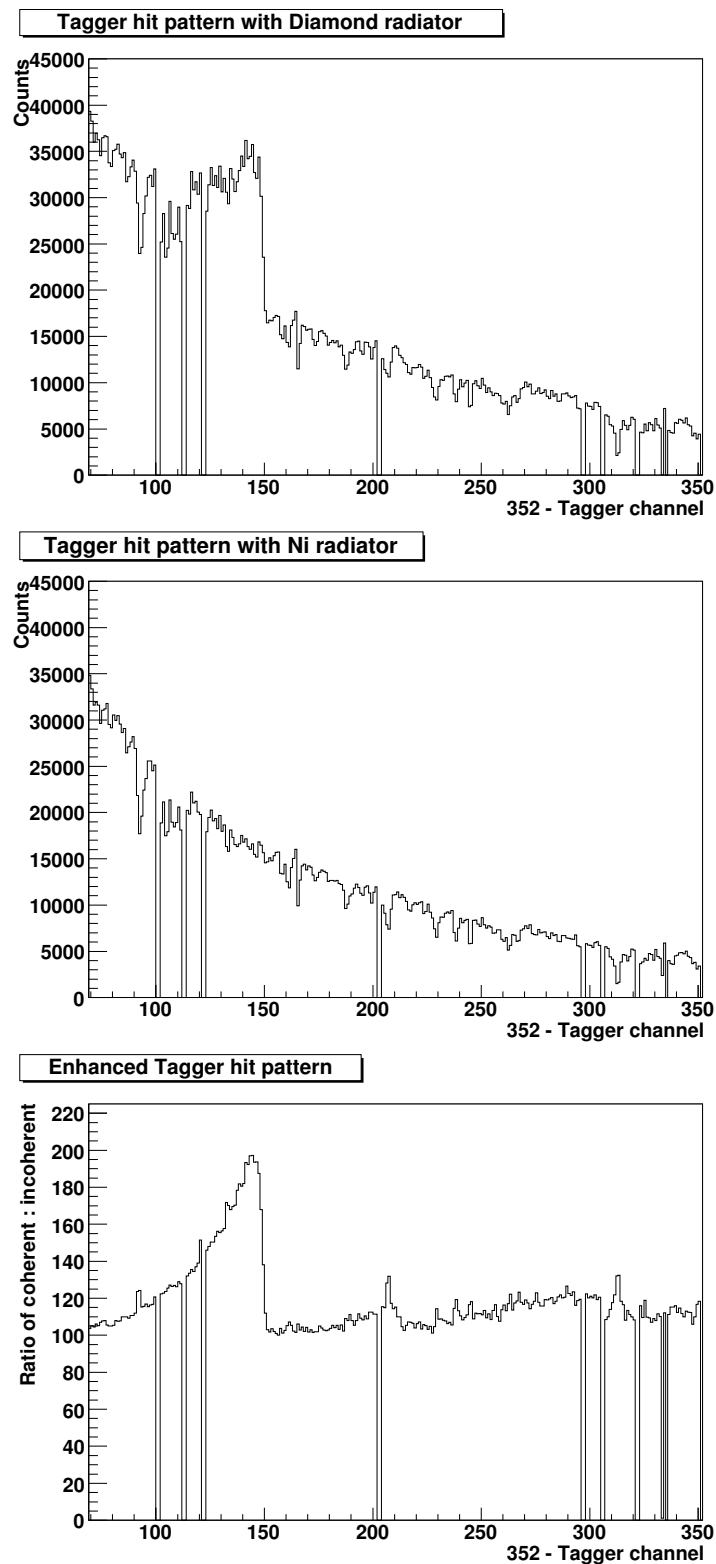 Tagger hit pattern with Diamond radiator
Counts
45000
40000
35000
30000
25000
20000
15000
10000
5000
0
100 150 200 250 300 350
352 - Tagger channel
Tagger hit pattern with Ni radiator
Counts
45000
40000
35000
30000
25000
20000
15000
10000
5000
0
100 150 200 250 300 350
352 - Tagger channel
Enhanced Tagger hit pattern
Ratio of coherent : incoherent
220
200
180
160
140
120
100
80
60
40
20
0
100 150 200 250 300 350
352 - Tagger channel